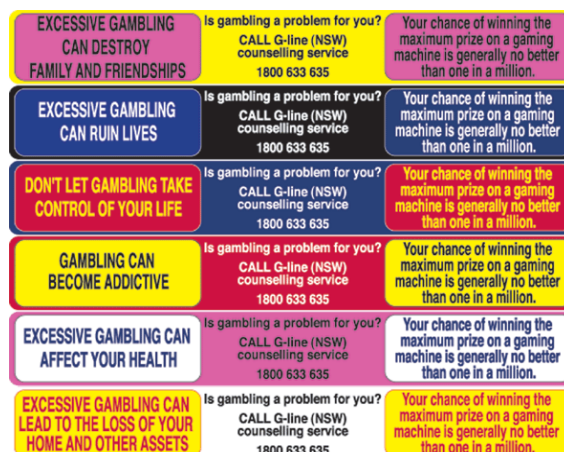 EXCESSIVE GAMBLING
CAN DESTROY
FAMILY AND FRIENDSHIPS
Is gambling a problem for you?
CALL G-line (NSW)
counselling service
1800 633 635
Your chance of winning the
maximum prize on a gaming
machine is generally no better
than one in a million.
EXCESSIVE GAMBLING
CAN RUIN LIVES
Is gambling a problem for you?
CALL G-line (NSW)
counselling service
1800 633 635
Your chance of winning the
maximum prize on a gaming
machine is generally no better
than one in a million.
DON'T LET GAMBLING TAKE
CONTROL OF YOUR LIFE
Is gambling a problem for you?
CALL G-line (NSW)
counselling service
1800 633 635
Your chance of winning the
maximum prize on a gaming
machine is generally no better
than one in a million.
GAMBLING CAN
BECOME ADDICTIVE
Is gambling a problem for you?
CALL G-line (NSW)
counselling service
1800 633 635
Your chance of winning the
maximum prize on a gaming
machine is generally no better
than one in a million.
EXCESSIVE GAMBLING CAN
AFFECT YOUR HEALTH
Is gambling a problem for you?
CALL G-line (NSW)
counselling service
1800 633 635
Your chance of winning the
maximum prize on a gaming
machine is generally no better
than one in a million.
EXCESSIVE GAMBLING CAN
LEAD TO THE LOSS OF YOUR
HOME AND OTHER ASSETS
Is gambling a problem for you?
CALL G-line (NSW)
counselling service
1800 633 635
Your chance of winning the
maximum prize on a gaming
machine is generally no better
than one in a million.